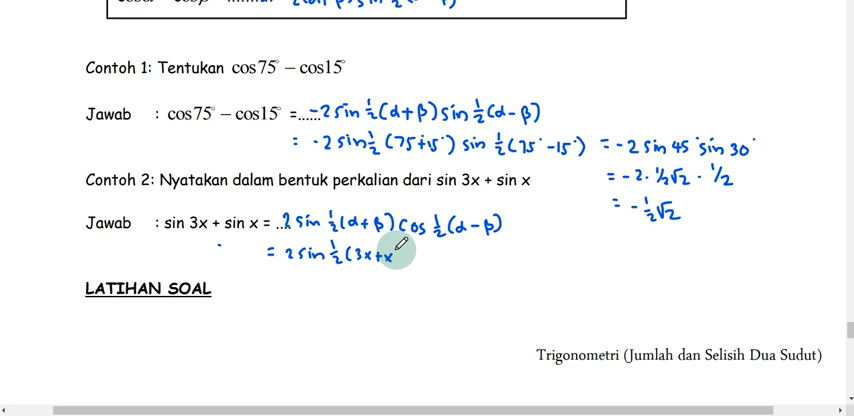 Contoh 1: Tentukan cos75° − cos15°
Jawab : cos75° − cos15° =...... -2 sin ½ (α + β) sin ½ (α - β)
= -2 sin ½ (75° + 15°) sin ½ (75° - 15°) = -2 sin 45° sin 30°
= -2 · ½√2 · ½
= -½√2
Contoh 2: Nyatakan dalam bentuk perkalian dari sin 3x + sin x
Jawab : sin 3x + sin x = ... 2 sin ½ (α + β) cos ½ (α - β)
= 2 sin ½ (3x + x
LATIHAN SOAL
Trigonometri (Jumlah dan Selisih Dua Sudut)